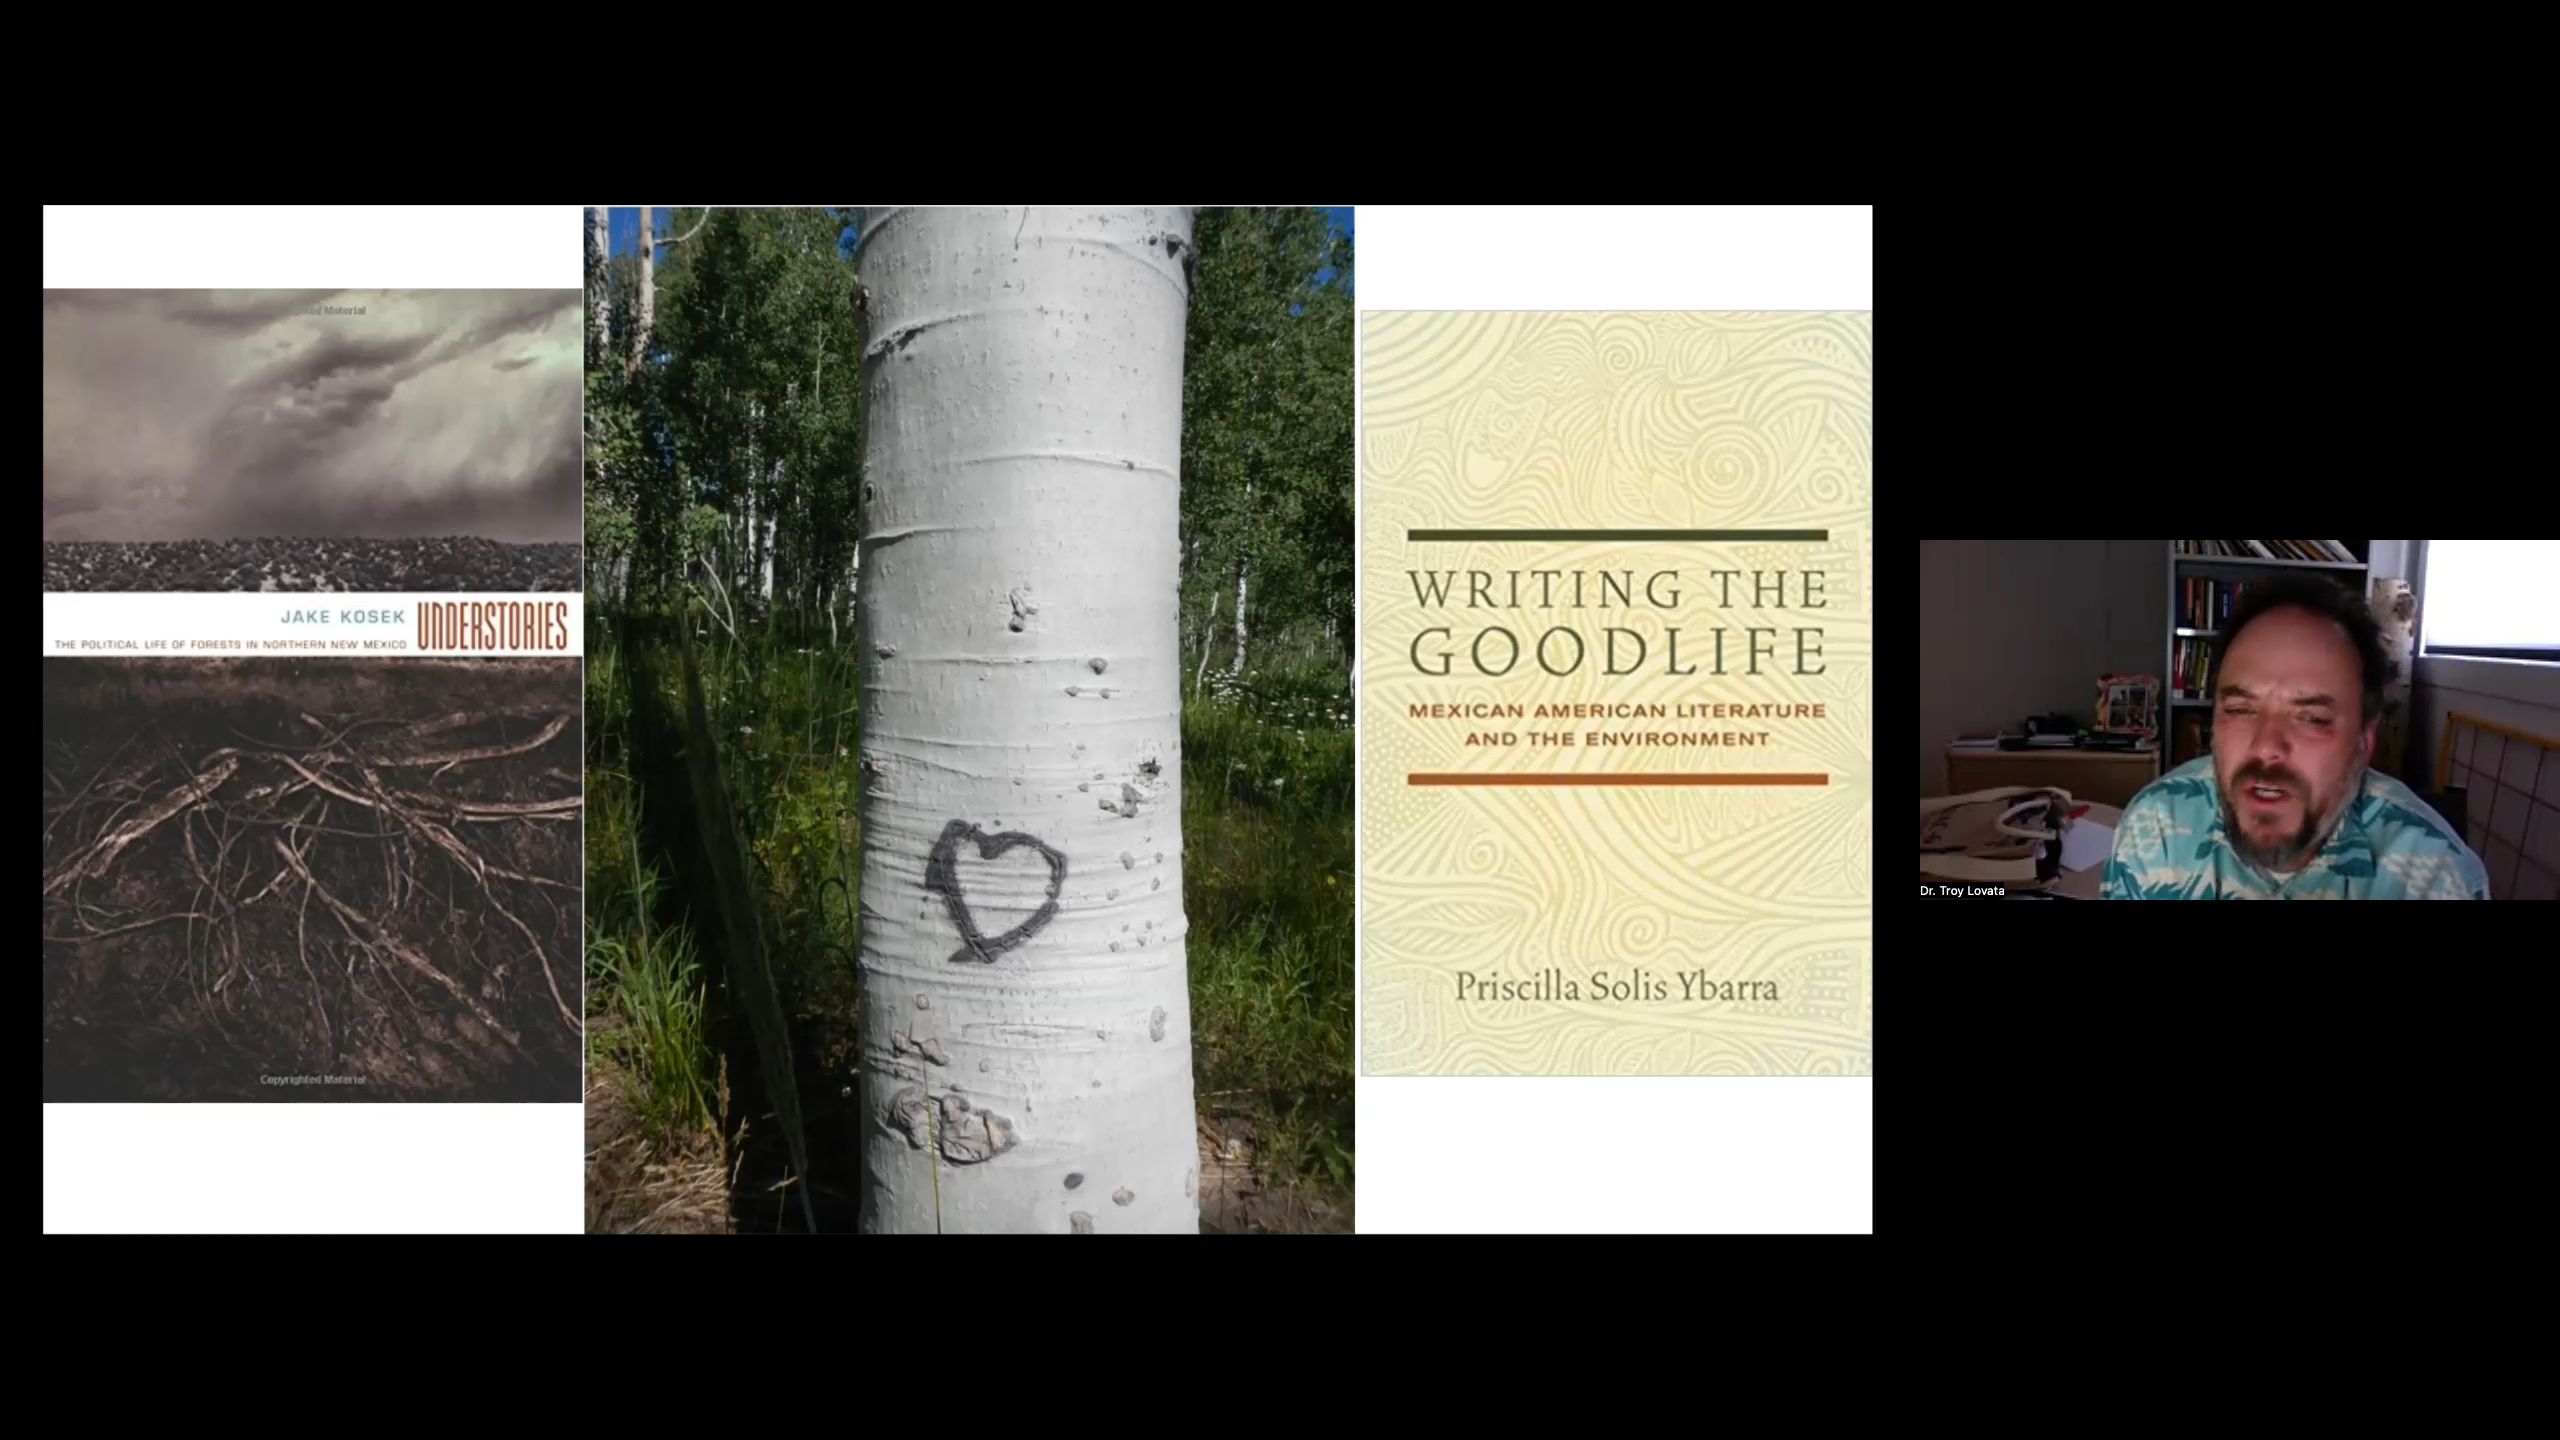 Material
JAKE KOSEK UNDERSTORIES
THE POLITICAL LIFE OF FORESTS IN NORTHERN NEW MEXICO
Copyrighted Material
WRITING THE
GOODLIFE
MEXICAN AMERICAN LITERATURE
AND THE ENVIRONMENT
Priscilla Solis Ybarra
Dr. Troy Lovata